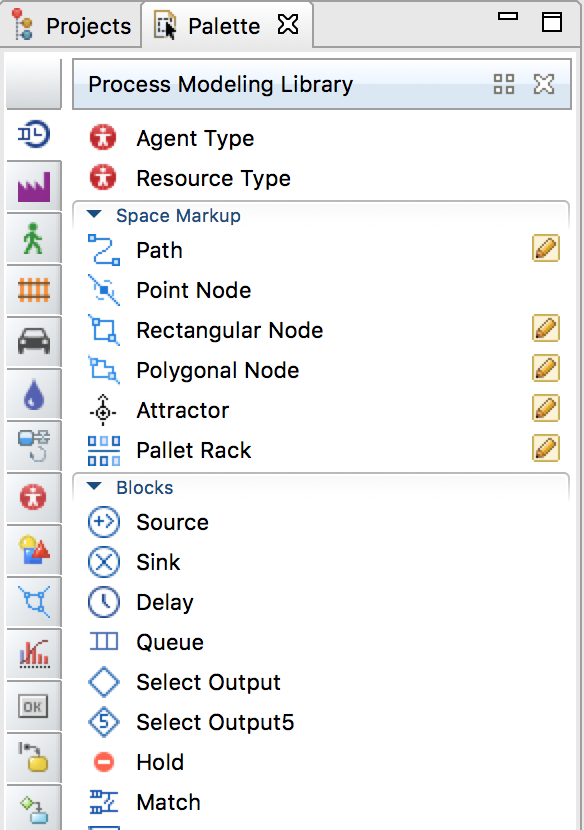 Projects
Palette
Process Modeling Library
Agent Type
Resource Type
Space Markup
Path
Point Node
Rectangular Node
Polygonal Node
Attractor
Pallet Rack
Blocks
Source
Sink
Delay
Queue
Select Output
5 Select Output5
Hold
OK
Match